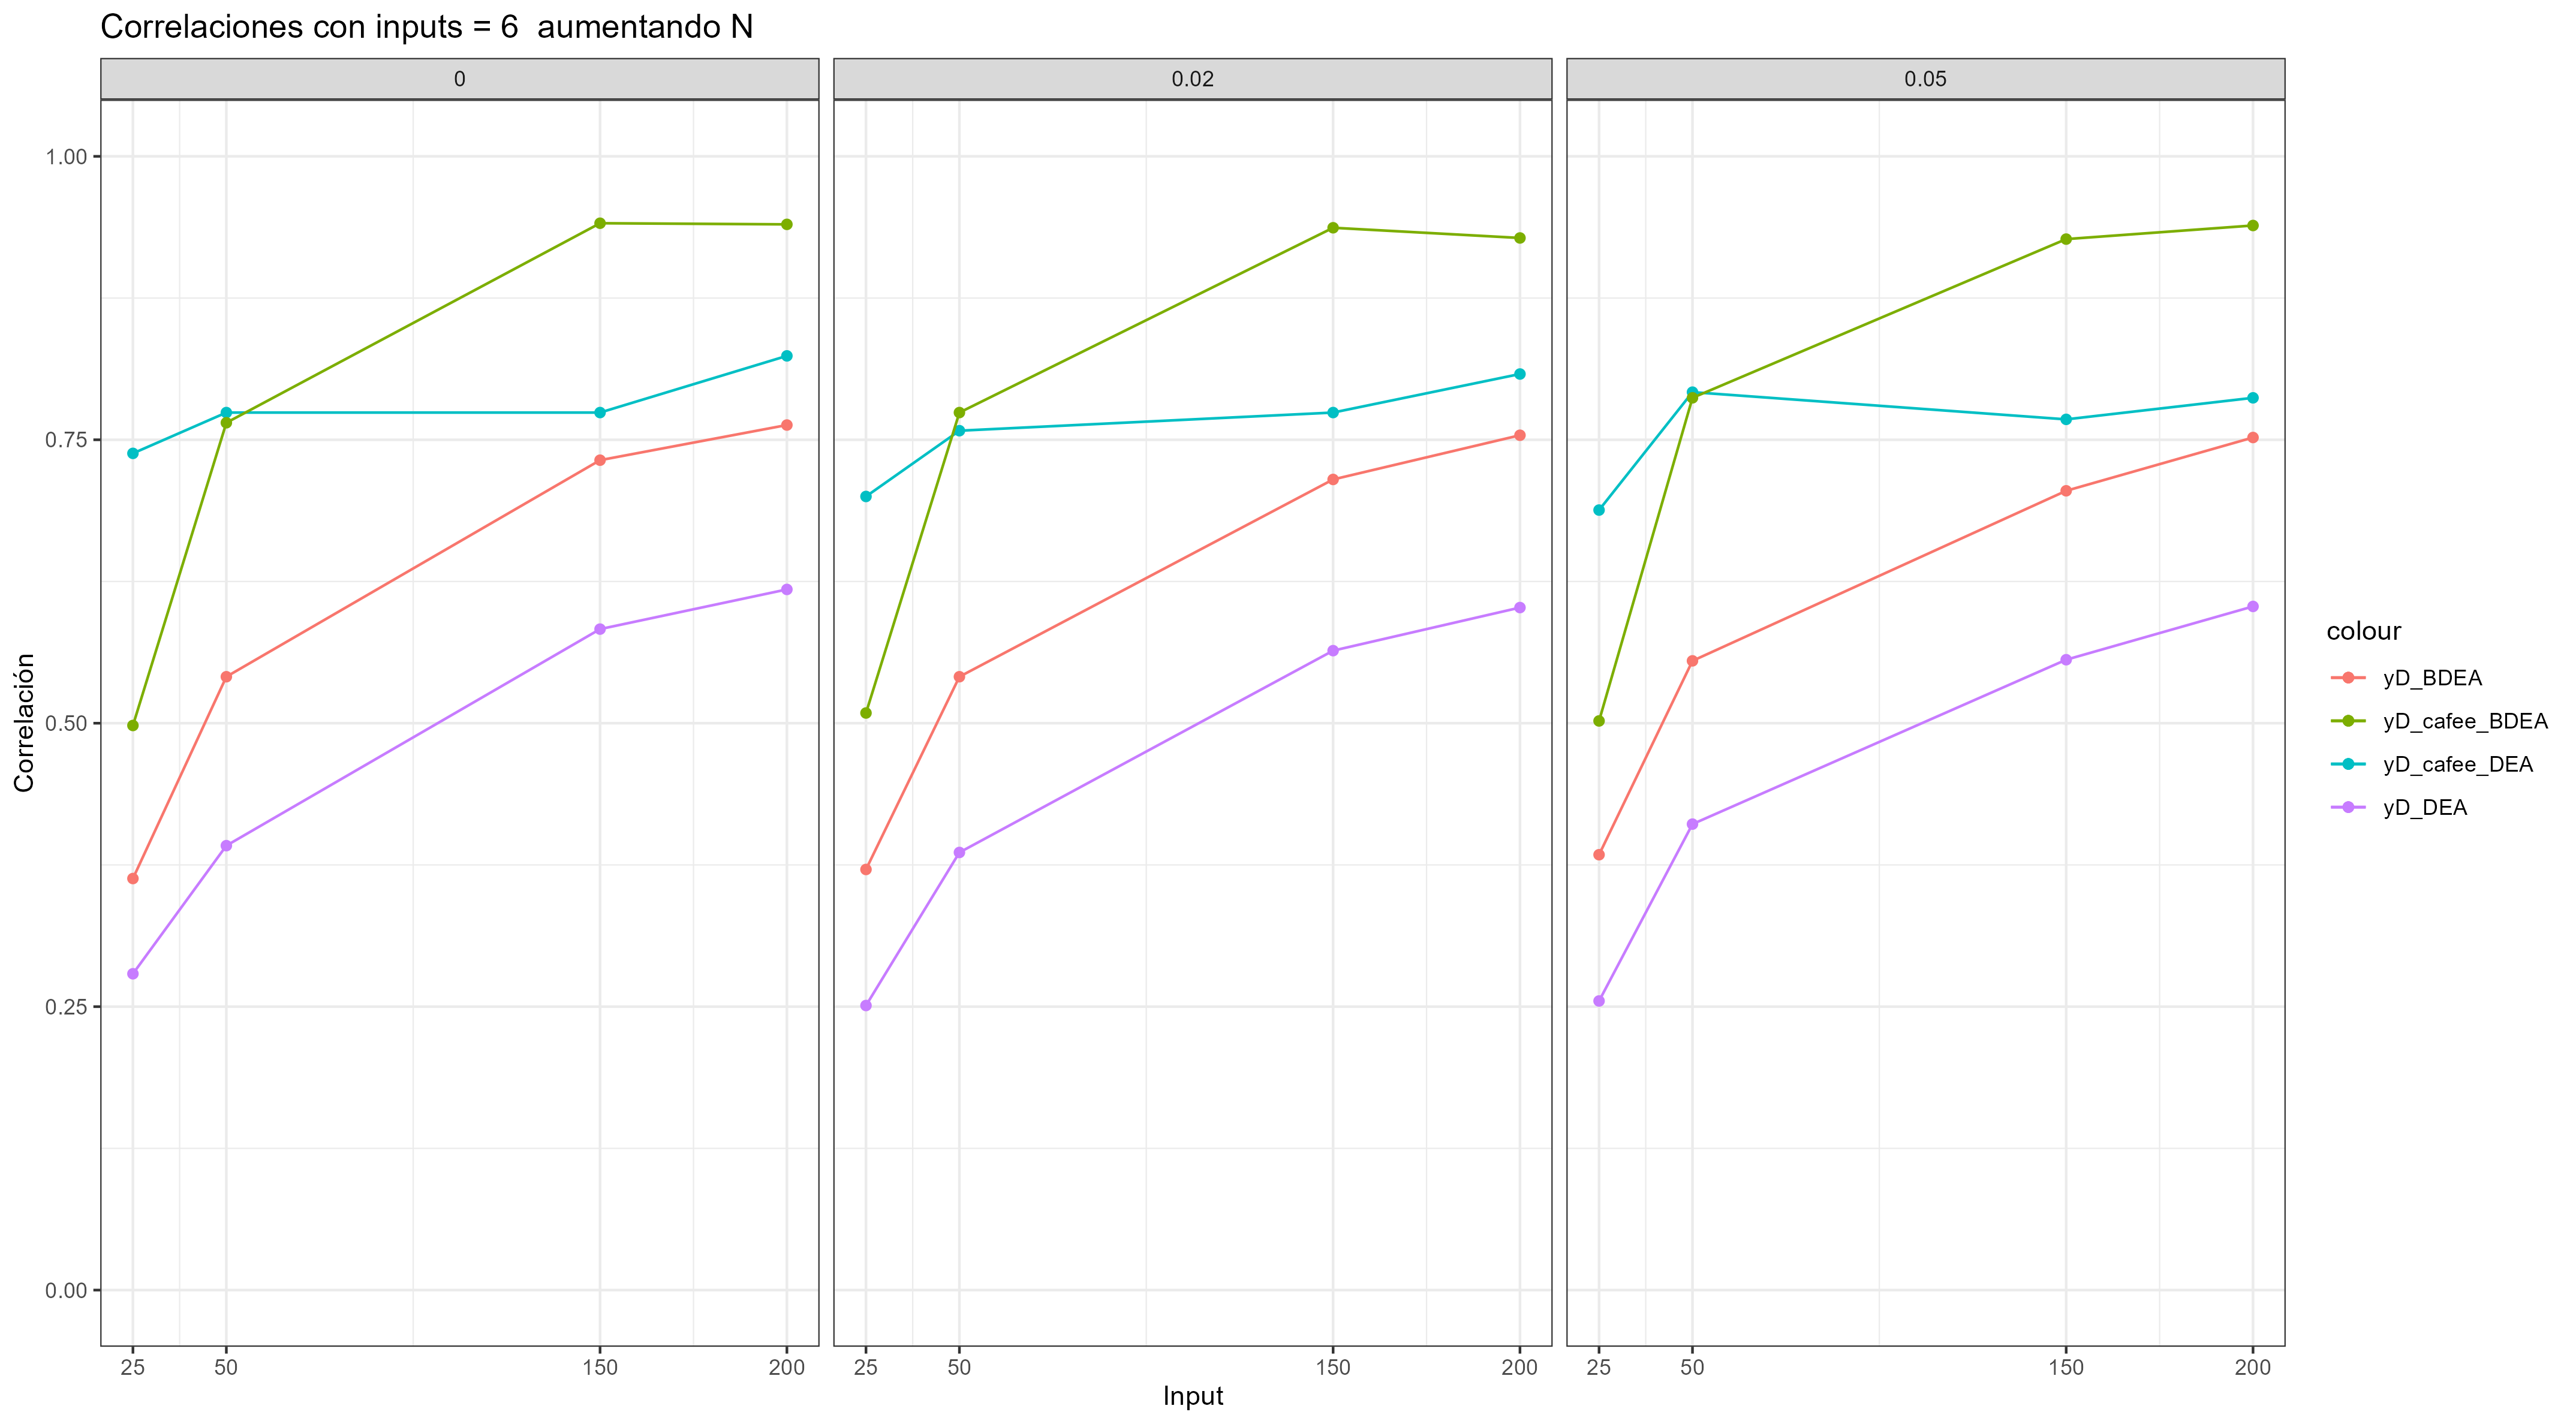 Correlaciones con inputs = 6  aumentando N
0
0.02
0.05
1.00
0.75
0.50
0.25
0.00
Correlación
25 50 150 200
25 50 150 200
25 50 150 200
Input
colour
yD_BDEA
yD_cafee_BDEA
yD_cafee_DEA
yD_DEA